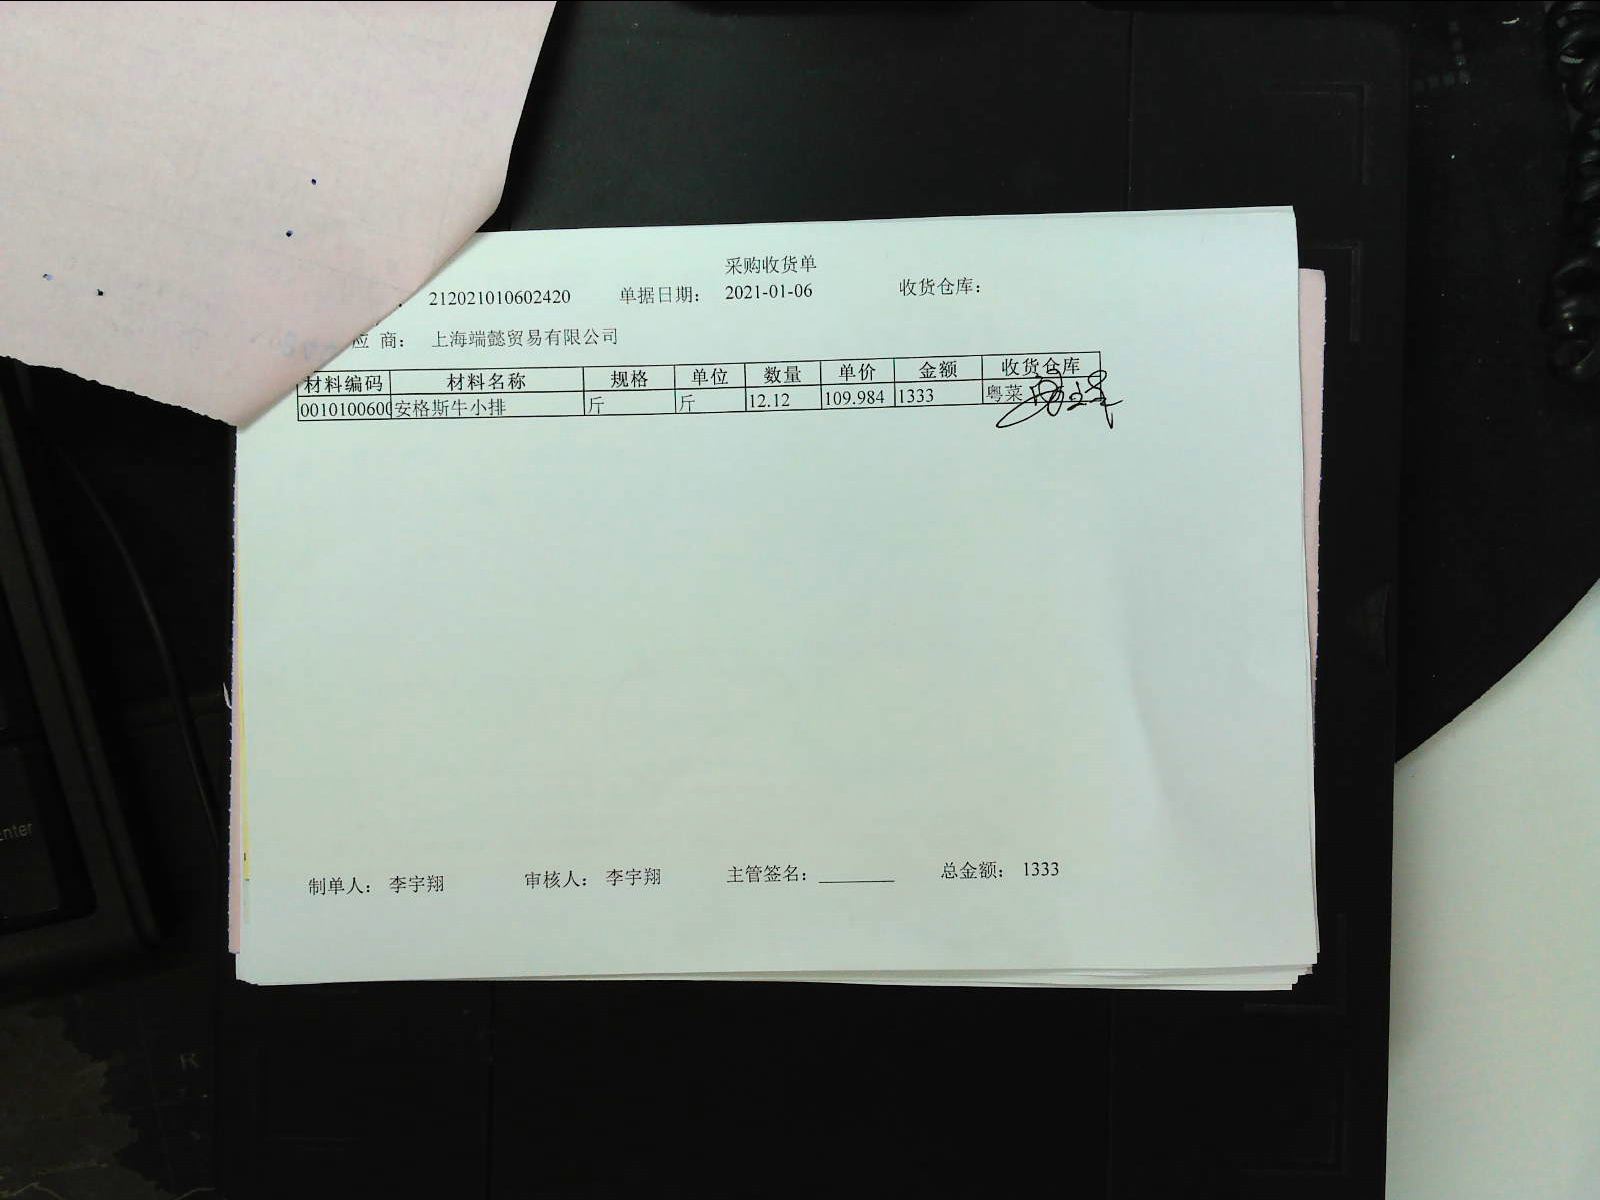 采购收货单
212021010602420 单据日期: 2021-01-06 收货仓库:
应 商: 上海端懿贸易有限公司
材料编码 材料名称 规格 单位 数量 单价 金额 收货仓库
0010100600 安格斯牛小排 斤 斤 12.12 109.984 1333 粤菜
制单人: 李宇翔 审核人: 李宇翔 主管签名: 总金额: 1333
Enter
R